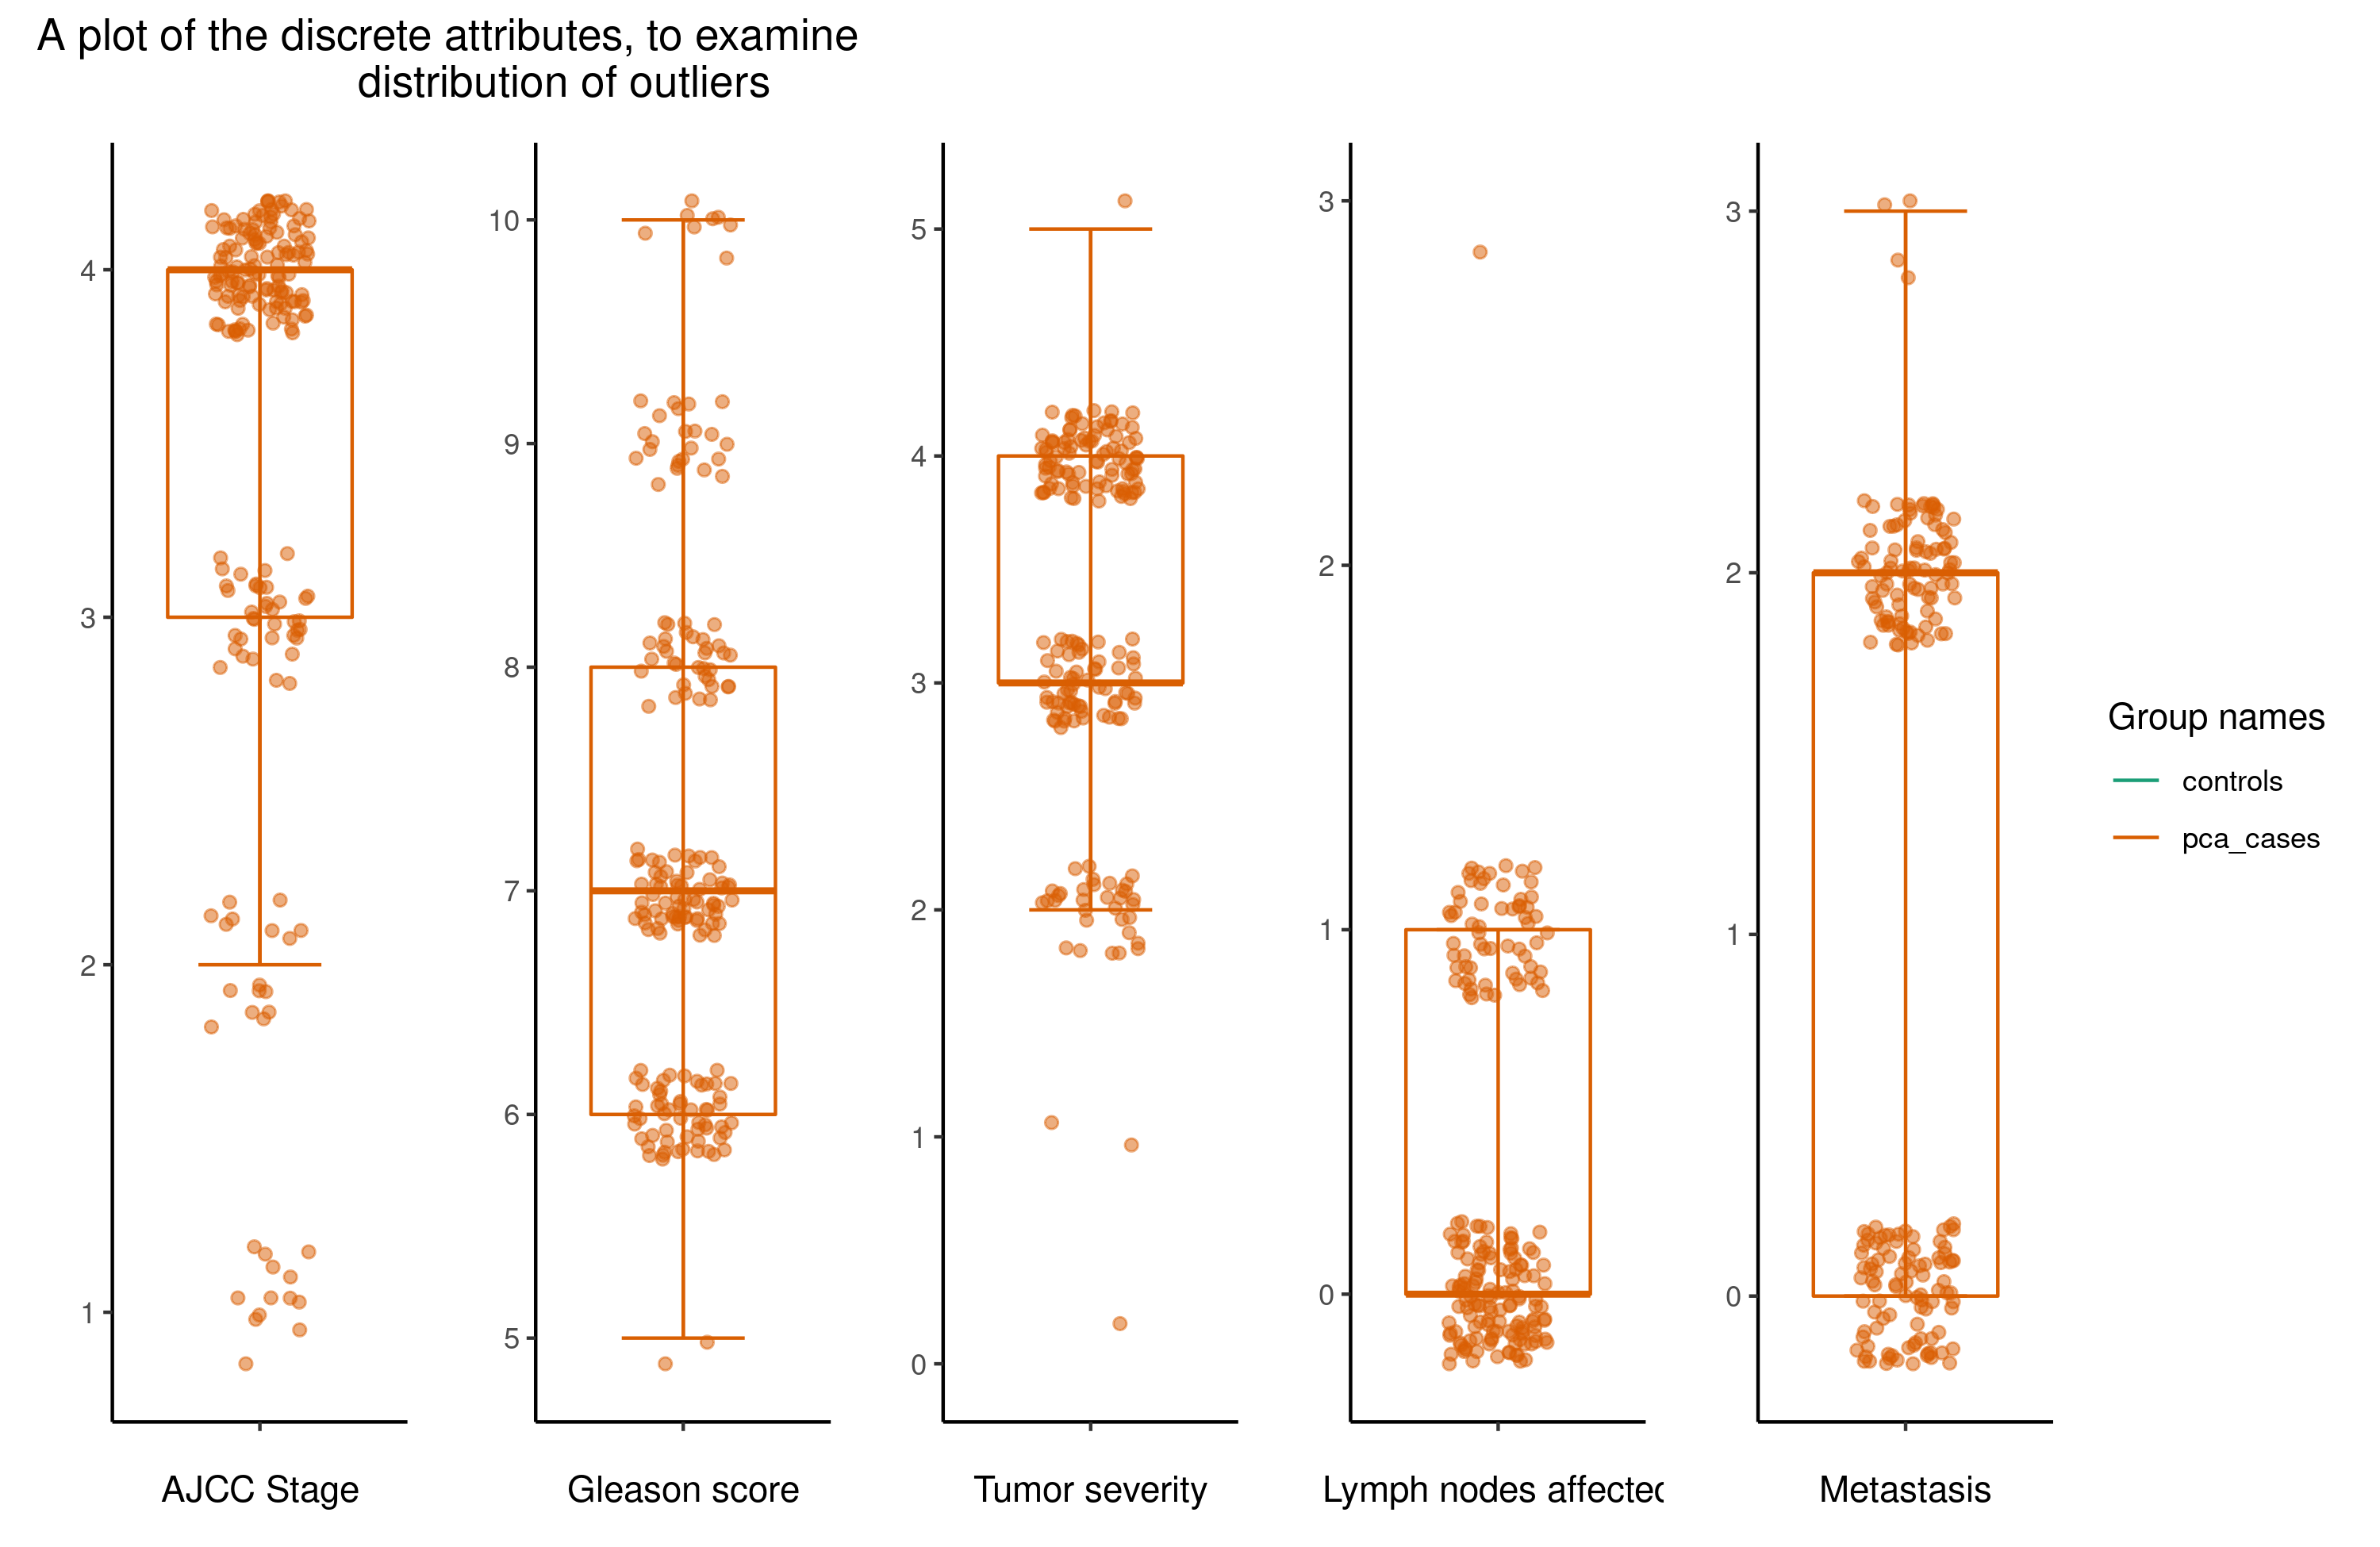 A plot of the discrete attributes, to examine
distribution of outliers
4
3
2
1
10
9
8
7
6
5
5
4
3
2
1
0
3
2
1
0
3
2
1
0
AJCC Stage
Gleason score
Tumor severity
Lymph nodes affected
Metastasis
Group names
controls
pca_cases